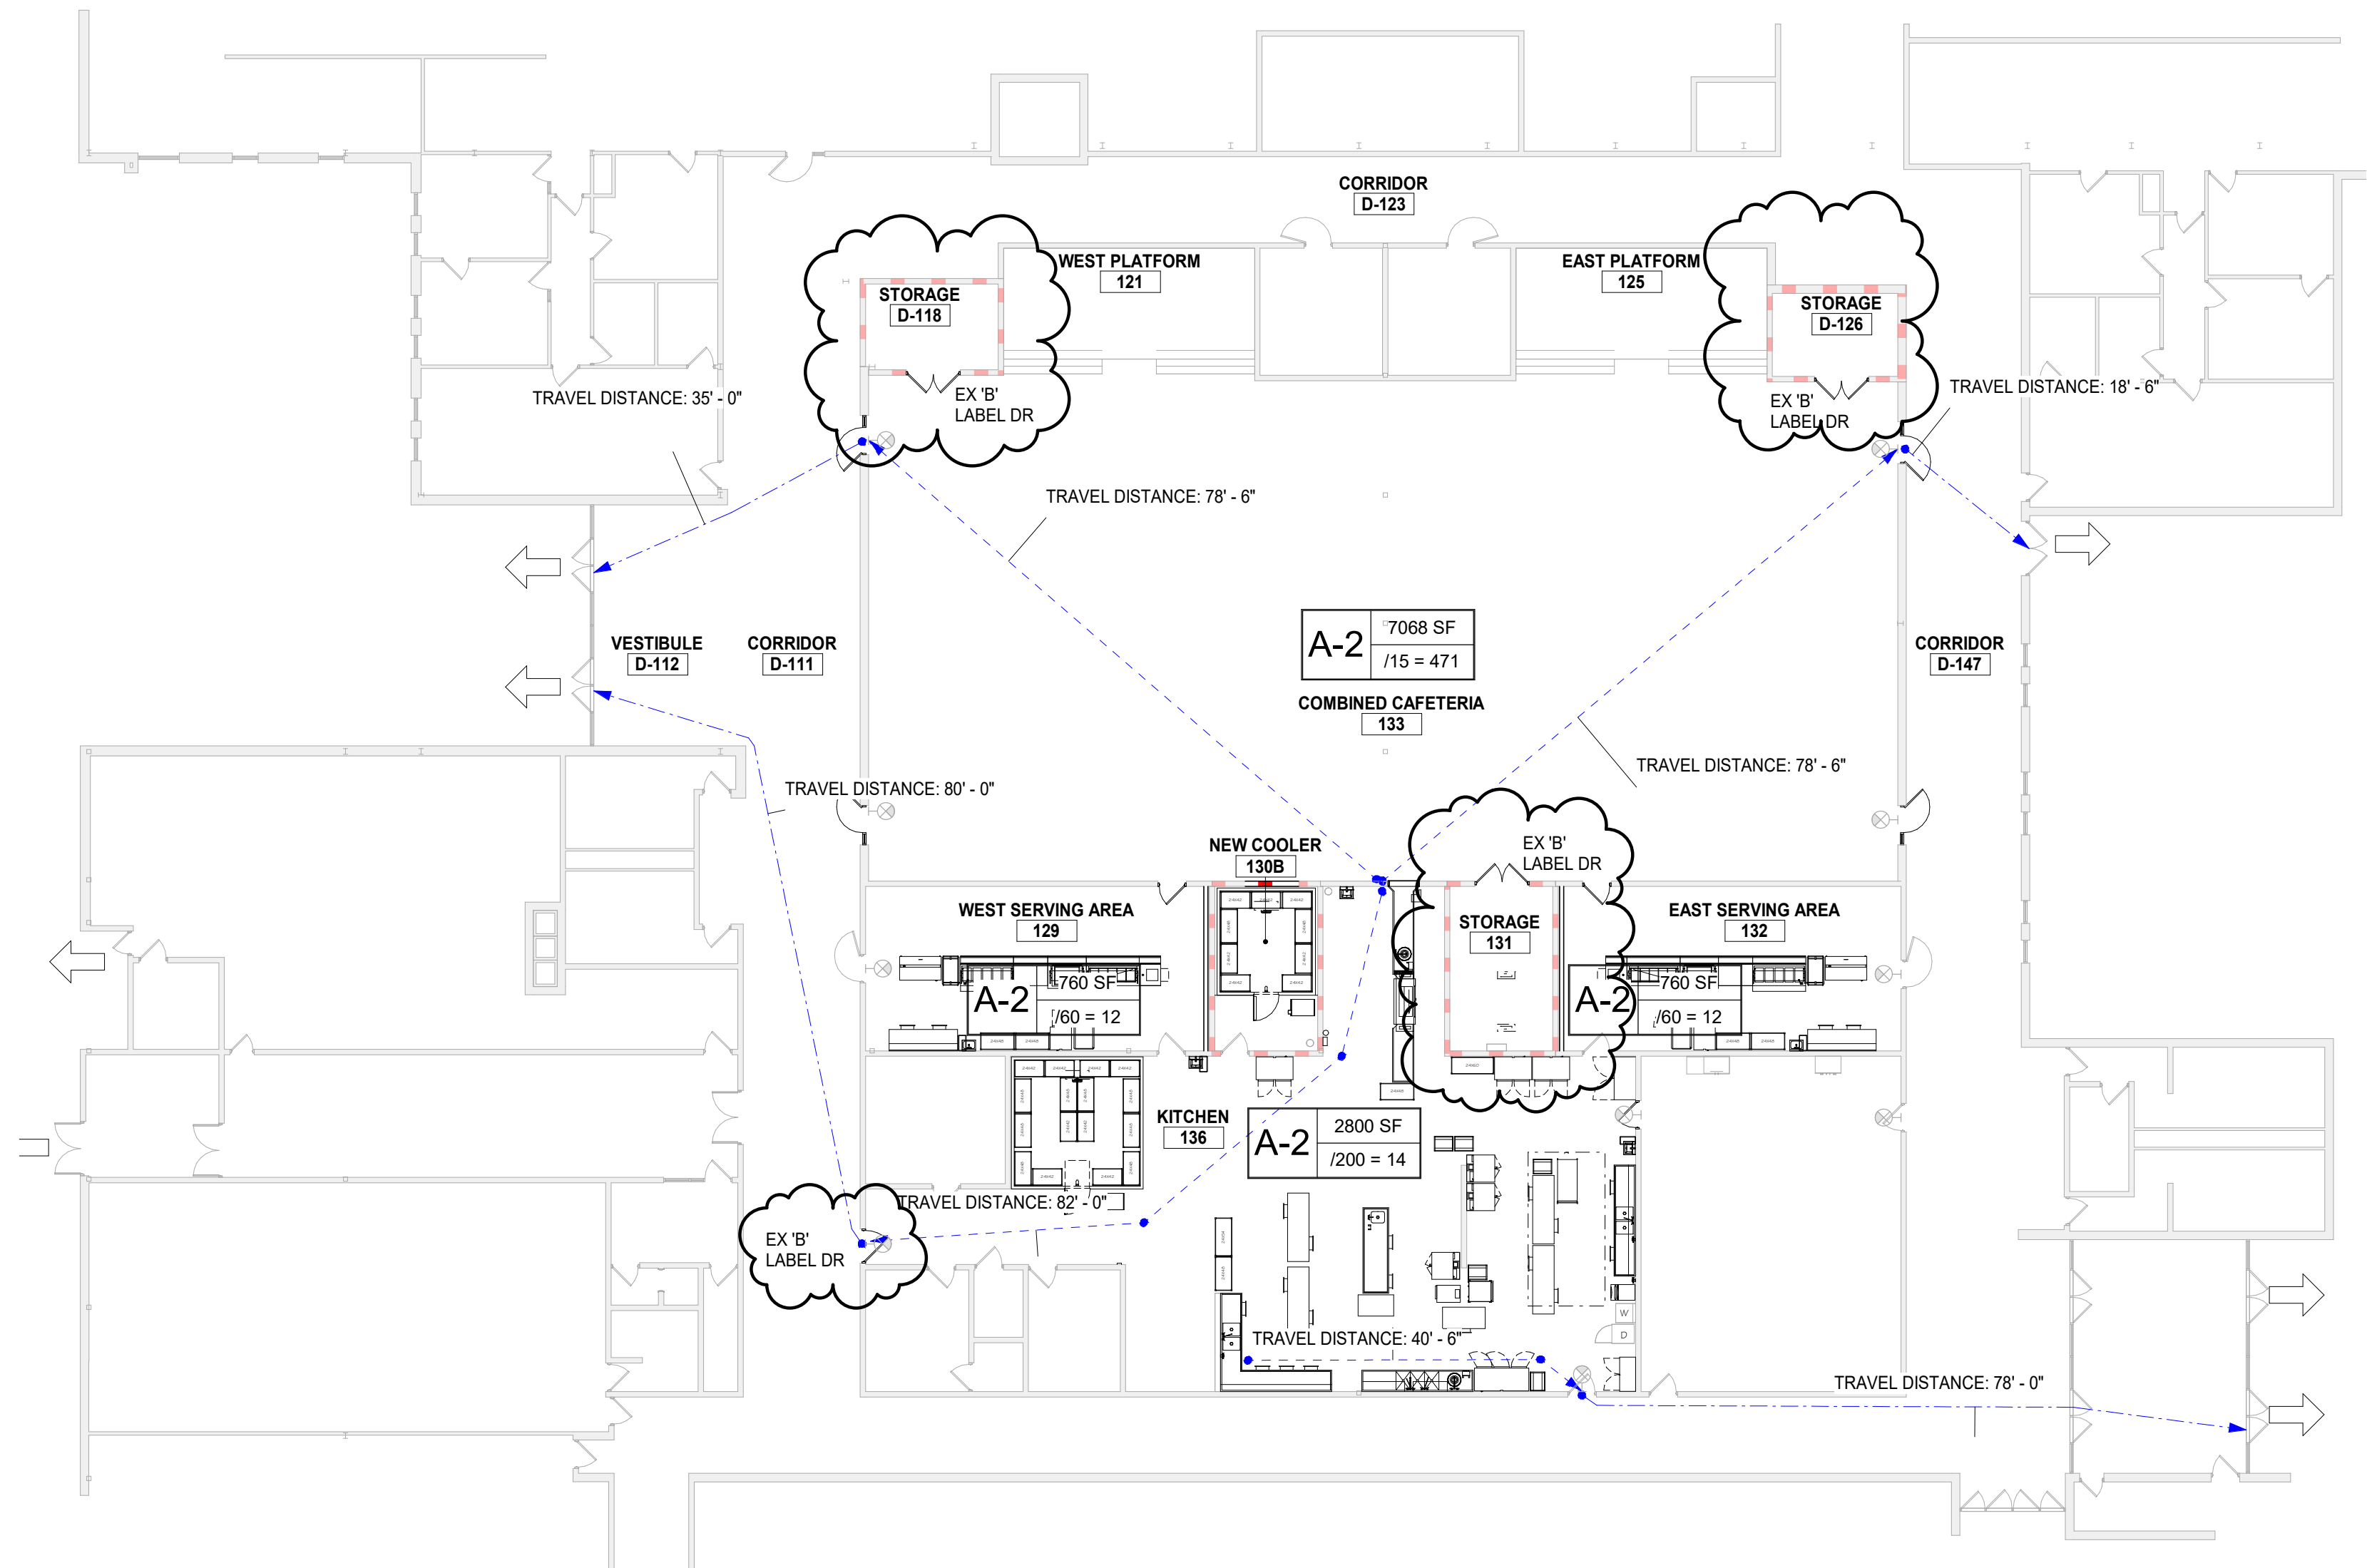 CORRIDOR
D-123
WEST PLATFORM
121
EAST PLATFORM
125
STORAGE
D-118
STORAGE
D-126
TRAVEL DISTANCE: 35' - 0"
EX 'B'
LABEL DR
EX 'B'
LABEL DR
TRAVEL DISTANCE: 18' - 6"
TRAVEL DISTANCE: 78' - 6"
A-2
7068 SF
/15 = 471
VESTIBULE
D-112
CORRIDOR
D-111
CORRIDOR
D-147
COMBINED CAFETERIA
133
TRAVEL DISTANCE: 78' - 6"
TRAVEL DISTANCE: 80' - 0"
NEW COOLER
130B
EX 'B'
LABEL DR
WEST SERVING AREA
129
STORAGE
131
EAST SERVING AREA
132
A-2
760 SF
/60 = 12
A-2
760 SF
/60 = 12
KITCHEN
136
A-2
2800 SF
/200 = 14
TRAVEL DISTANCE: 82' - 0"
EX 'B'
LABEL DR
W
D
TRAVEL DISTANCE: 40' - 6"
TRAVEL DISTANCE: 78' - 0"